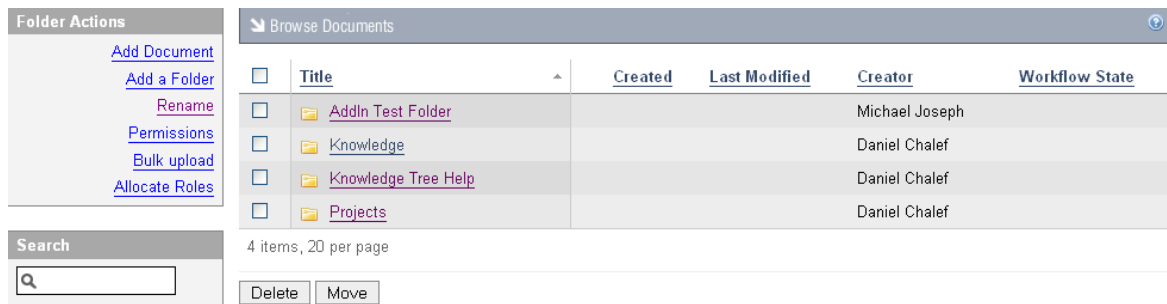 Folder Actions
Add Document
Add a Folder
Rename
Permissions
Bulk upload
Allocate Roles
Search
Browse Documents ?
Title Created Last Modified Creator Workflow State
AddIn Test Folder Michael Joseph
Knowledge Daniel Chalef
Knowledge Tree Help Daniel Chalef
Projects Daniel Chalef
4 items, 20 per page
Delete Move